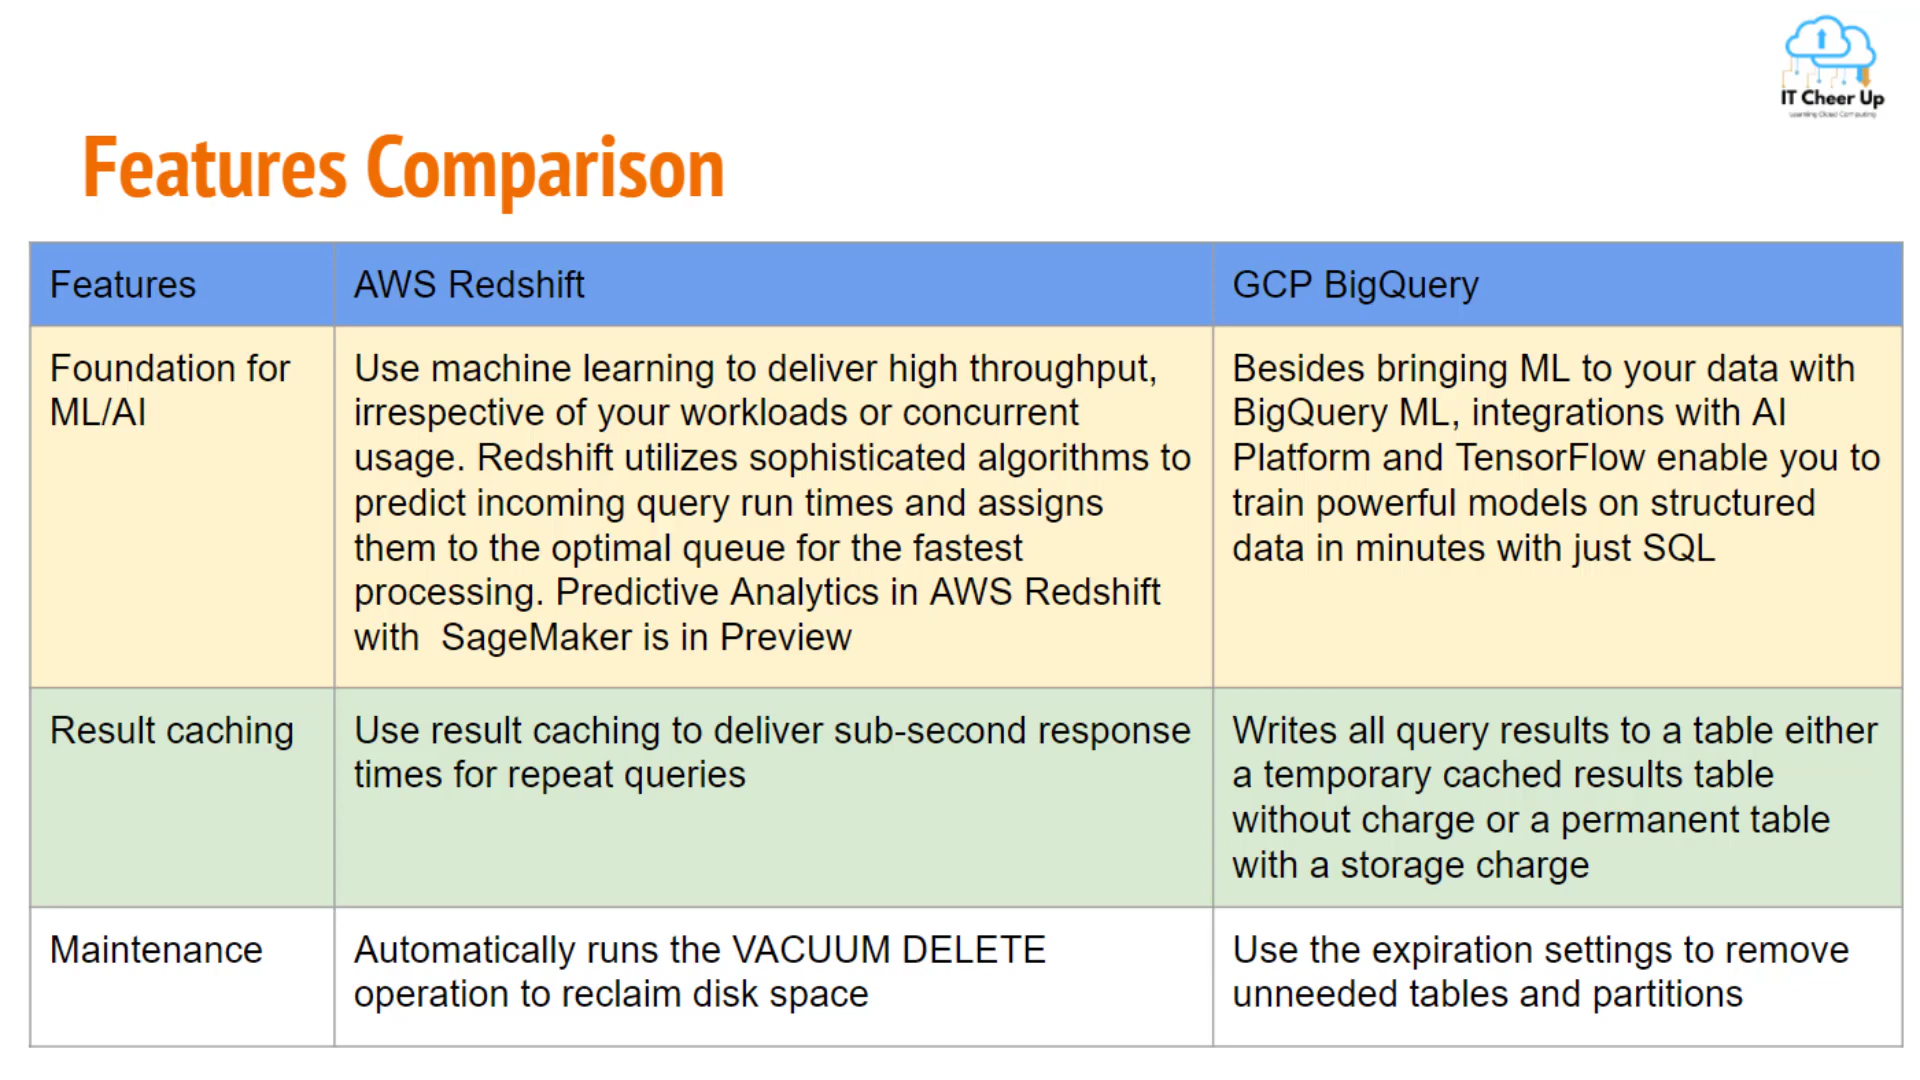 IT Cheer Up
Learning Cloud Computing
Features Comparison
Features
AWS Redshift
GCP BigQuery
Foundation for
ML/AI
Use machine learning to deliver high throughput,
irrespective of your workloads or concurrent
usage. Redshift utilizes sophisticated algorithms to
predict incoming query run times and assigns
them to the optimal queue for the fastest
processing. Predictive Analytics in AWS Redshift
with  SageMaker is in Preview
Besides bringing ML to your data with
BigQuery ML, integrations with AI
Platform and TensorFlow enable you to
train powerful models on structured
data in minutes with just SQL
Result caching
Use result caching to deliver sub-second response
times for repeat queries
Writes all query results to a table either
a temporary cached results table
without charge or a permanent table
with a storage charge
Maintenance
Automatically runs the VACUUM DELETE
operation to reclaim disk space
Use the expiration settings to remove
unneeded tables and partitions